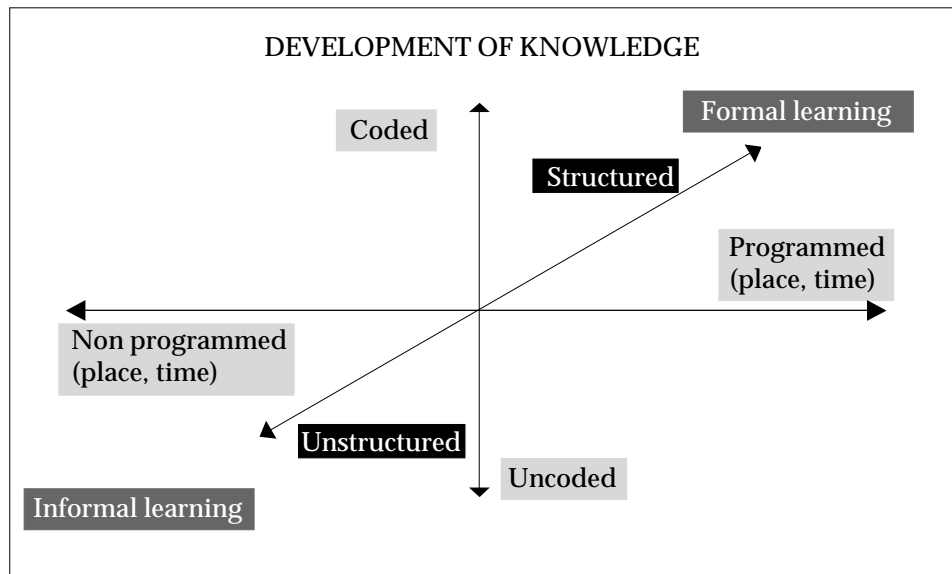 DEVELOPMENT OF KNOWLEDGE
Formal learning
Coded
Structured
Programmed
(place, time)
Non programmed
(place, time)
Unstructured
Uncoded
Informal learning